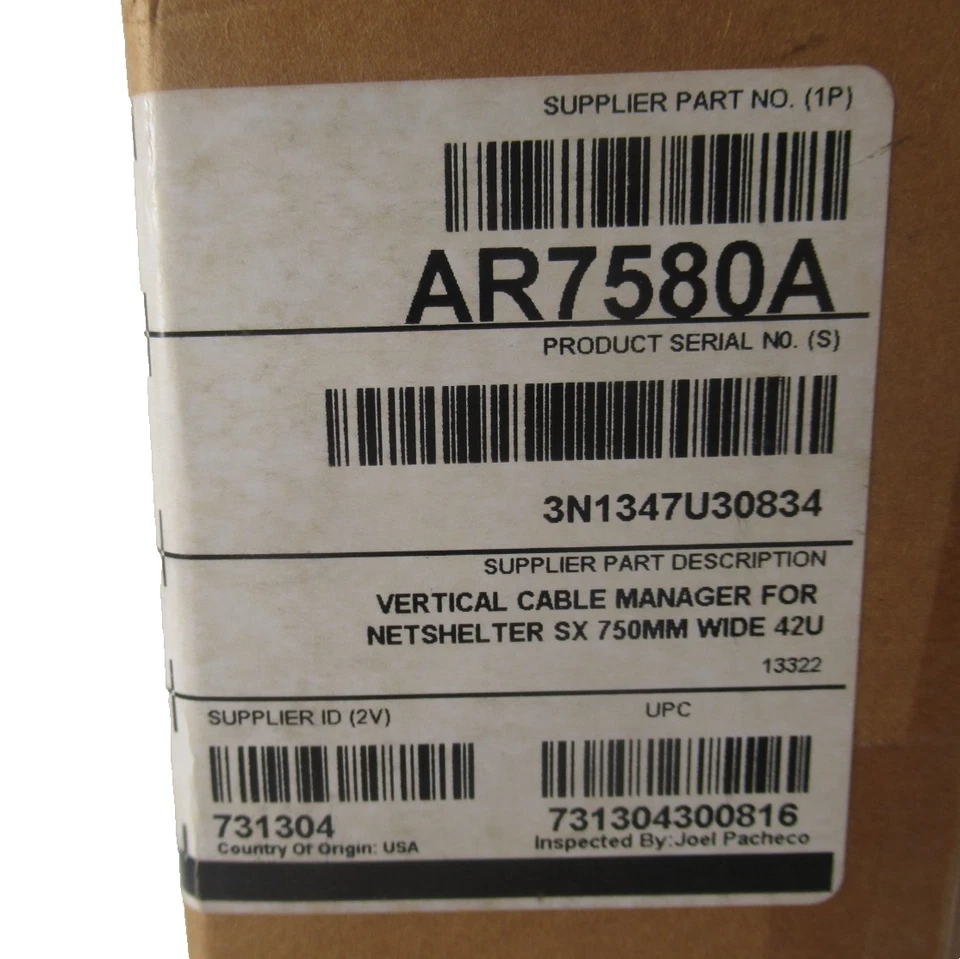 SUPPLIER PART NO. (1P)
AR7580A
PRODUCT SERIAL NO. (S)
3N1347U30834
SUPPLIER PART DESCRIPTION
VERTICAL CABLE MANAGER FOR
NETSHELTER SX 750MM WIDE 42U
13322
SUPPLIER ID (2V) UPC
731304 731304300816
Country Of Origin: USA Inspected By:Joel Pacheco